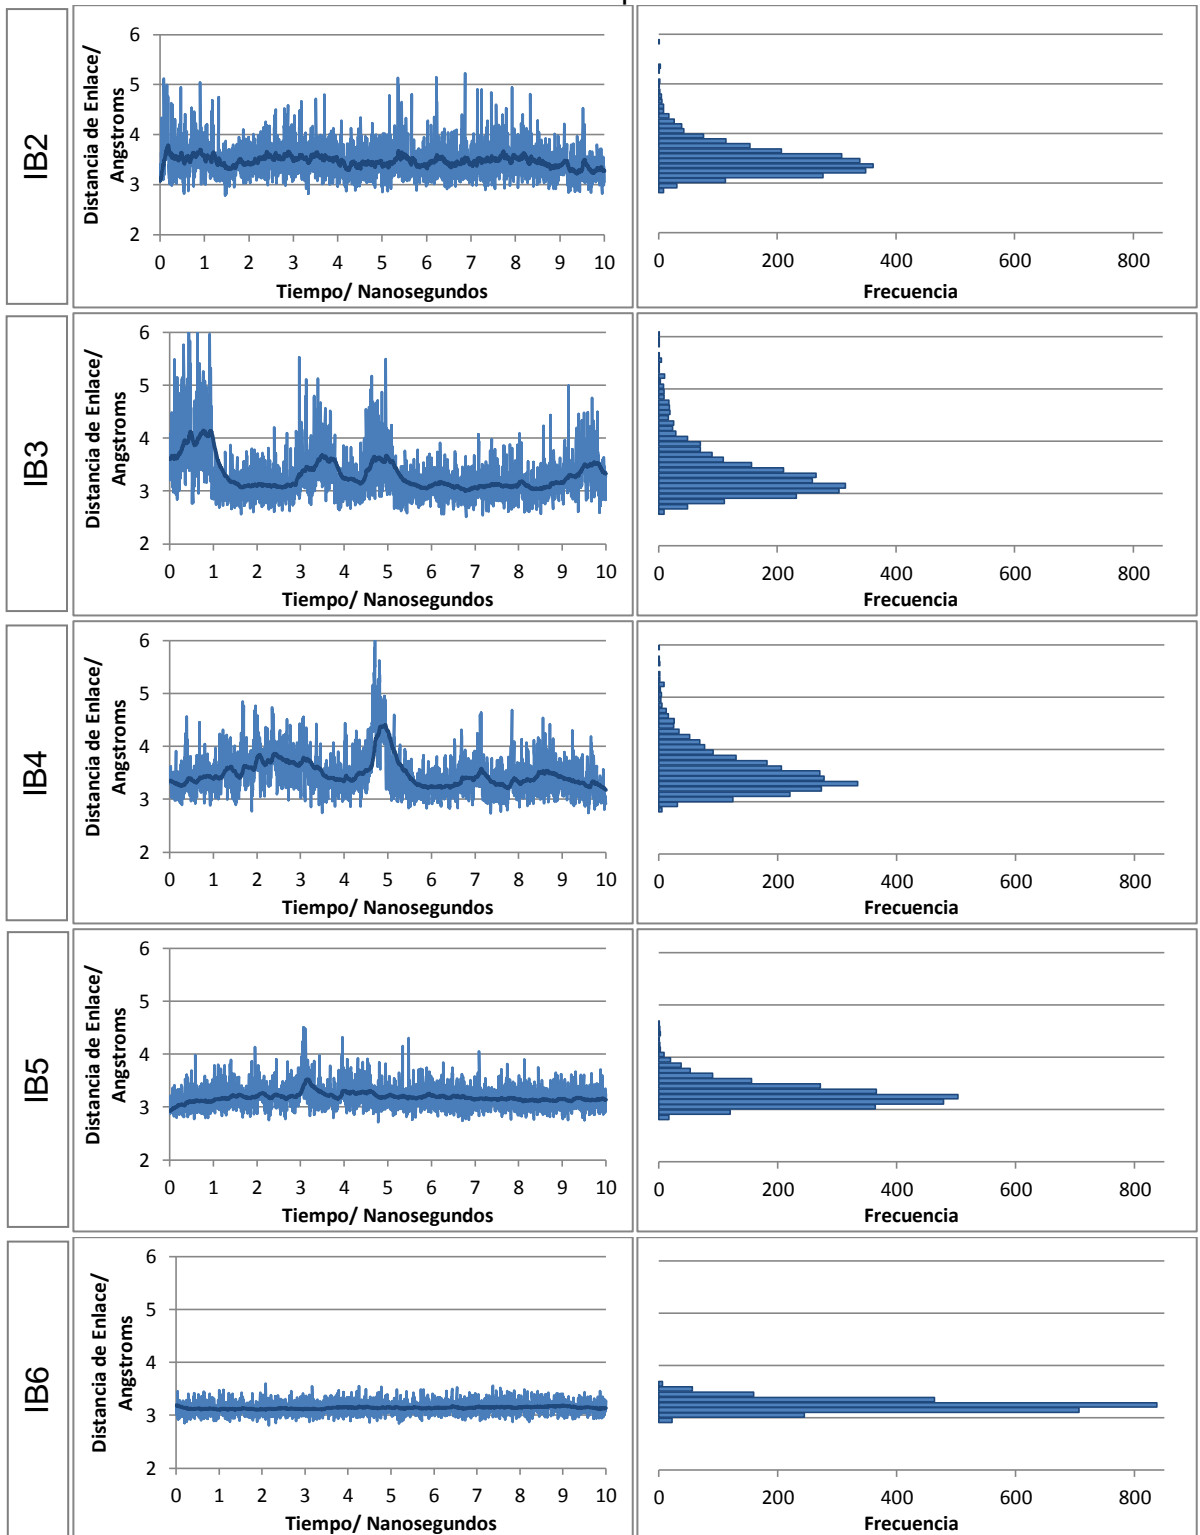 IB2
Distancia de Enlace/
Angstroms
6
5
4
3
2
0 1 2 3 4 5 6 7 8 9 10
Tiempo/ Nanosegundos
0 200 400 600 800
Frecuencia
IB3
Distancia de Enlace/
Angstroms
6
5
4
3
2
0 1 2 3 4 5 6 7 8 9 10
Tiempo/ Nanosegundos
0 200 400 600 800
Frecuencia
IB4
Distancia de Enlace/
Angstroms
6
5
4
3
2
0 1 2 3 4 5 6 7 8 9 10
Tiempo/ Nanosegundos
0 200 400 600 800
Frecuencia
IB5
Distancia de Enlace/
Angstroms
6
5
4
3
2
0 1 2 3 4 5 6 7 8 9 10
Tiempo/ Nanosegundos
0 200 400 600 800
Frecuencia
IB6
Distancia de Enlace/
Angstroms
6
5
4
3
2
0 1 2 3 4 5 6 7 8 9 10
Tiempo/ Nanosegundos
0 200 400 600 800
Frecuencia